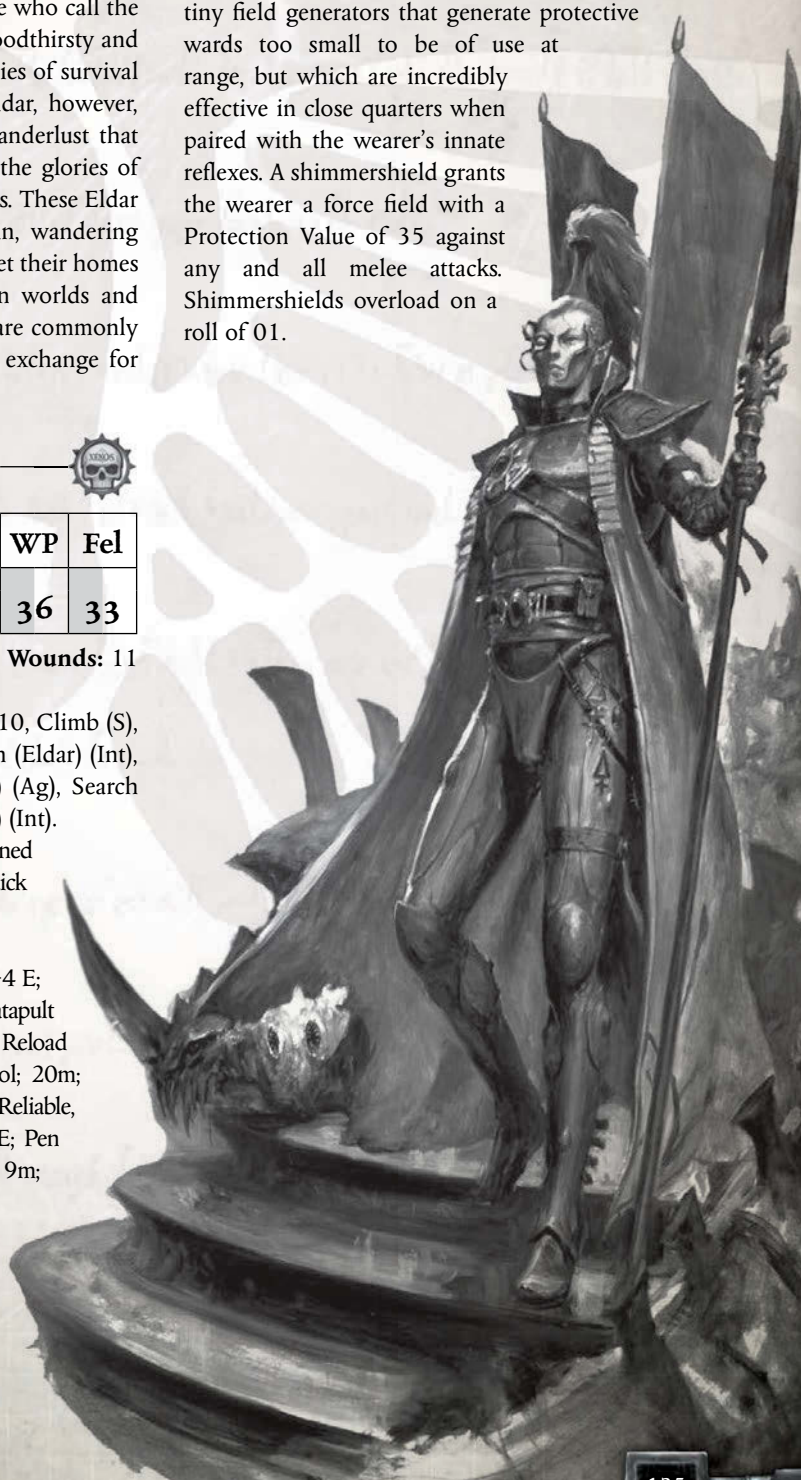 e who call the
oodthirsty and
ies of survival
dar, however,
anderlust that
the glories of
s. These Eldar
n, wandering
et their homes
n worlds and
are commonly
exchange for
XENOS
WP Fel
36 33
Wounds: 11
10, Climb (S),
n (Eldar) (Int),
) (Ag), Search
) (Int).
ned
ick
4 E;
tapult
Reload
ol; 20m;
Reliable,
E; Pen
9m;
tiny field generators that generate protective
wards too small to be of use at
range, but which are incredibly
effective in close quarters when
paired with the wearer's innate
reflexes. A shimmershield grants
the wearer a force field with a
Protection Value of 35 against
any and all melee attacks.
Shimmershields overload on a
roll of 01.